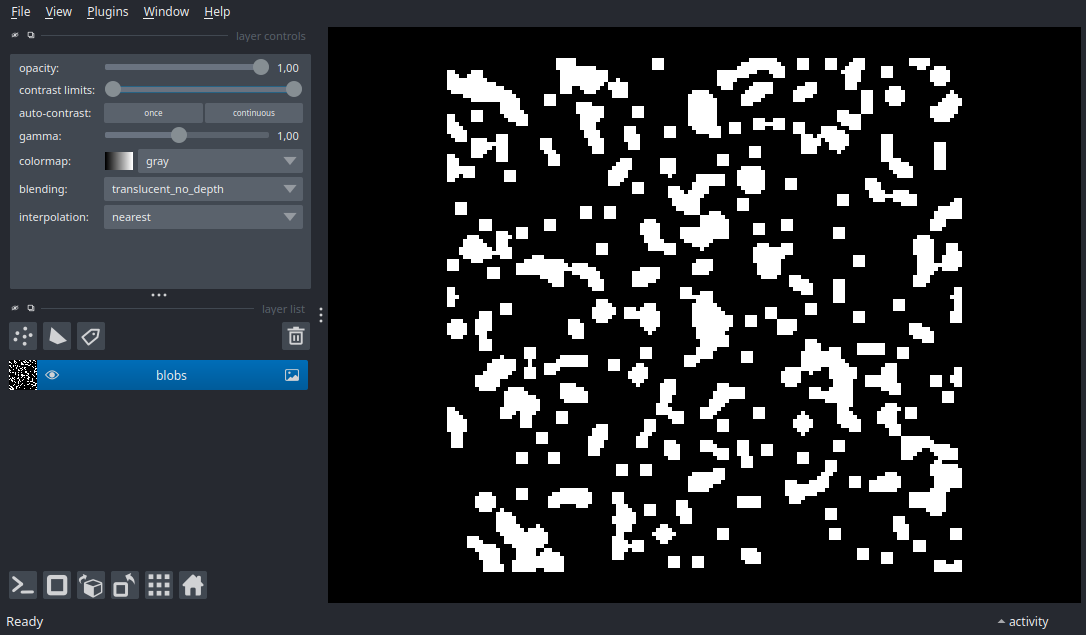 File View Plugins Window Help
layer controls
opacity: 1,00
contrast limits:
auto-contrast: once continuous
gamma: 1,00
colormap: gray
blending: translucent_no_depth
interpolation: nearest
layer list
blobs
Ready activity